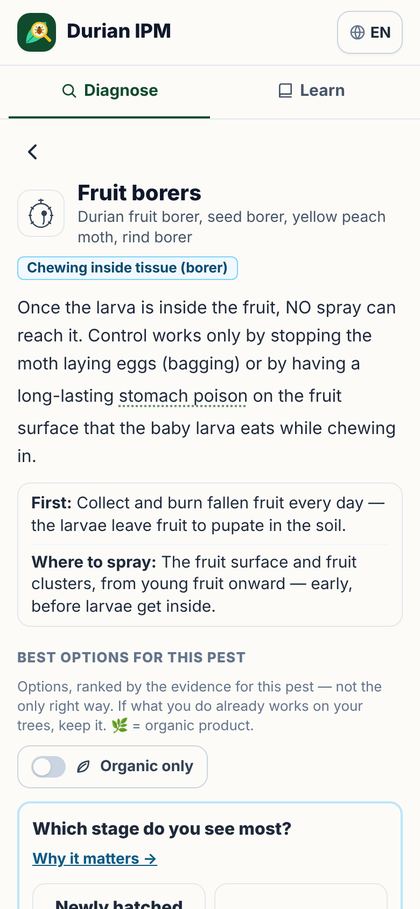 Durian IPM
EN
Diagnose
Learn
Fruit borers
Durian fruit borer, seed borer, yellow peach
moth, rind borer
Chewing inside tissue (borer)
Once the larva is inside the fruit, NO spray can
reach it. Control works only by stopping the
moth laying eggs (bagging) or by having a
long-lasting stomach poison on the fruit
surface that the baby larva eats while chewing
in.
First: Collect and burn fallen fruit every day —
the larvae leave fruit to pupate in the soil.
Where to spray: The fruit surface and fruit
clusters, from young fruit onward — early,
before larvae get inside.
BEST OPTIONS FOR THIS PEST
Options, ranked by the evidence for this pest — not the
only right way. If what you do already works on your
trees, keep it. 🌿 = organic product.
Organic only
Which stage do you see most?
Why it matters →
Newly hatched